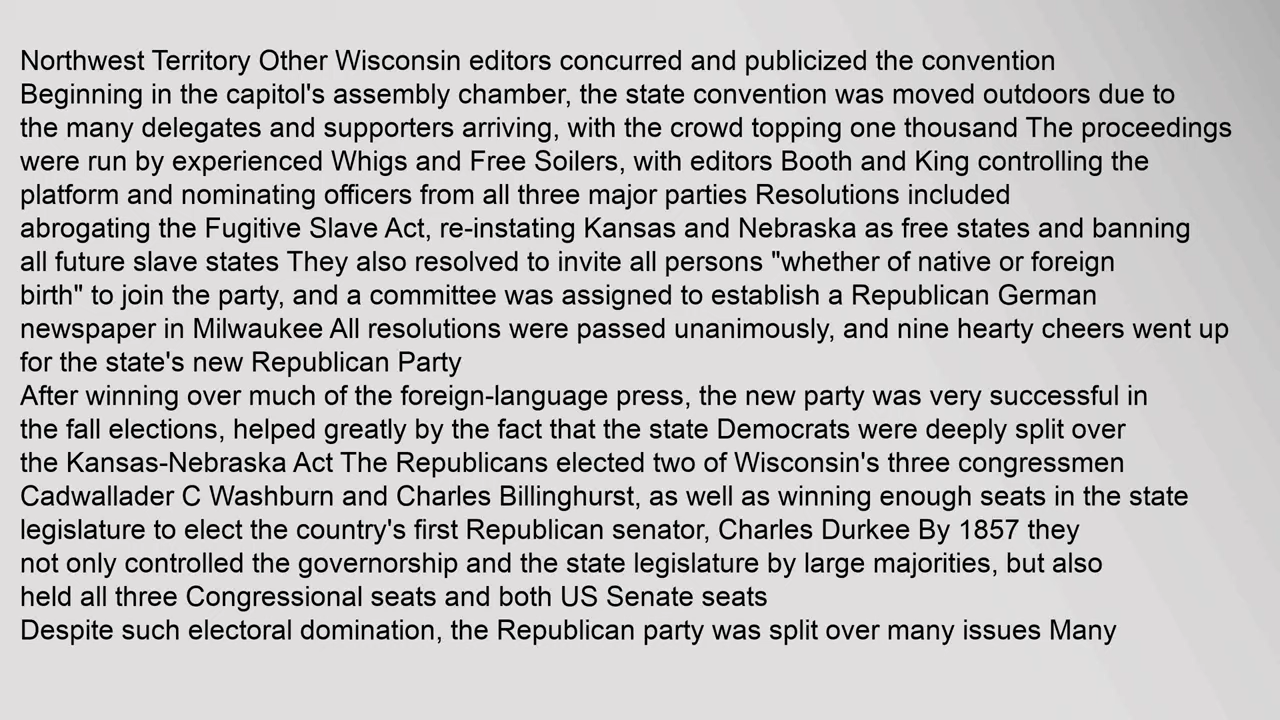 Northwest Territory Other Wisconsin editors concurred and publicized the convention
Beginning in the capitol's assembly chamber, the state convention was moved outdoors due to
the many delegates and supporters arriving, with the crowd topping one thousand The proceedings
were run by experienced Whigs and Free Soilers, with editors Booth and King controlling the
platform and nominating officers from all three major parties Resolutions included
abrogating the Fugitive Slave Act, re-instating Kansas and Nebraska as free states and banning
all future slave states They also resolved to invite all persons "whether of native or foreign
birth" to join the party, and a committee was assigned to establish a Republican German
newspaper in Milwaukee All resolutions were passed unanimously, and nine hearty cheers went up
for the state's new Republican Party
After winning over much of the foreign-language press, the new party was very successful in
the fall elections, helped greatly by the fact that the state Democrats were deeply split over
the Kansas-Nebraska Act The Republicans elected two of Wisconsin's three congressmen
Cadwallader C Washburn and Charles Billinghurst, as well as winning enough seats in the state
legislature to elect the country's first Republican senator, Charles Durkee By 1857 they
not only controlled the governorship and the state legislature by large majorities, but also
held all three Congressional seats and both US Senate seats
Despite such electoral domination, the Republican party was split over many issues Many